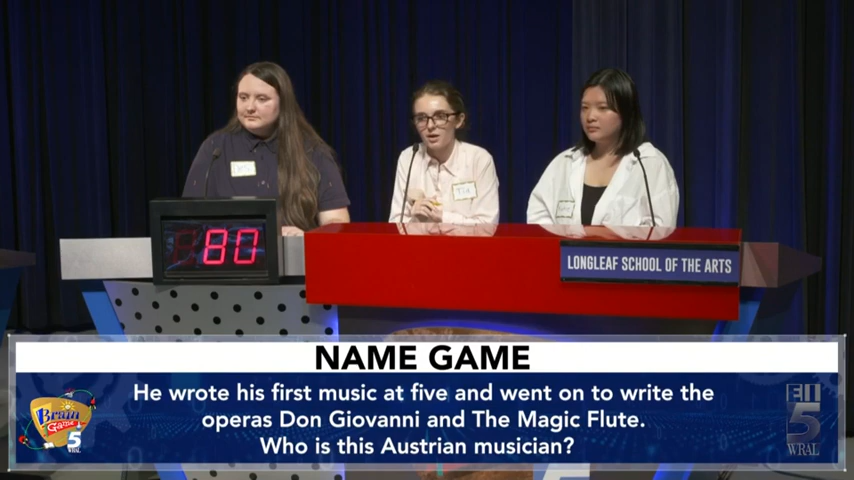 80
LONGLEAF SCHOOL OF THE ARTS
NAME GAME
He wrote his first music at five and went on to write the
operas Don Giovanni and The Magic Flute.
Who is this Austrian musician?
Brain
Game
5
WRAL
5
WRAL